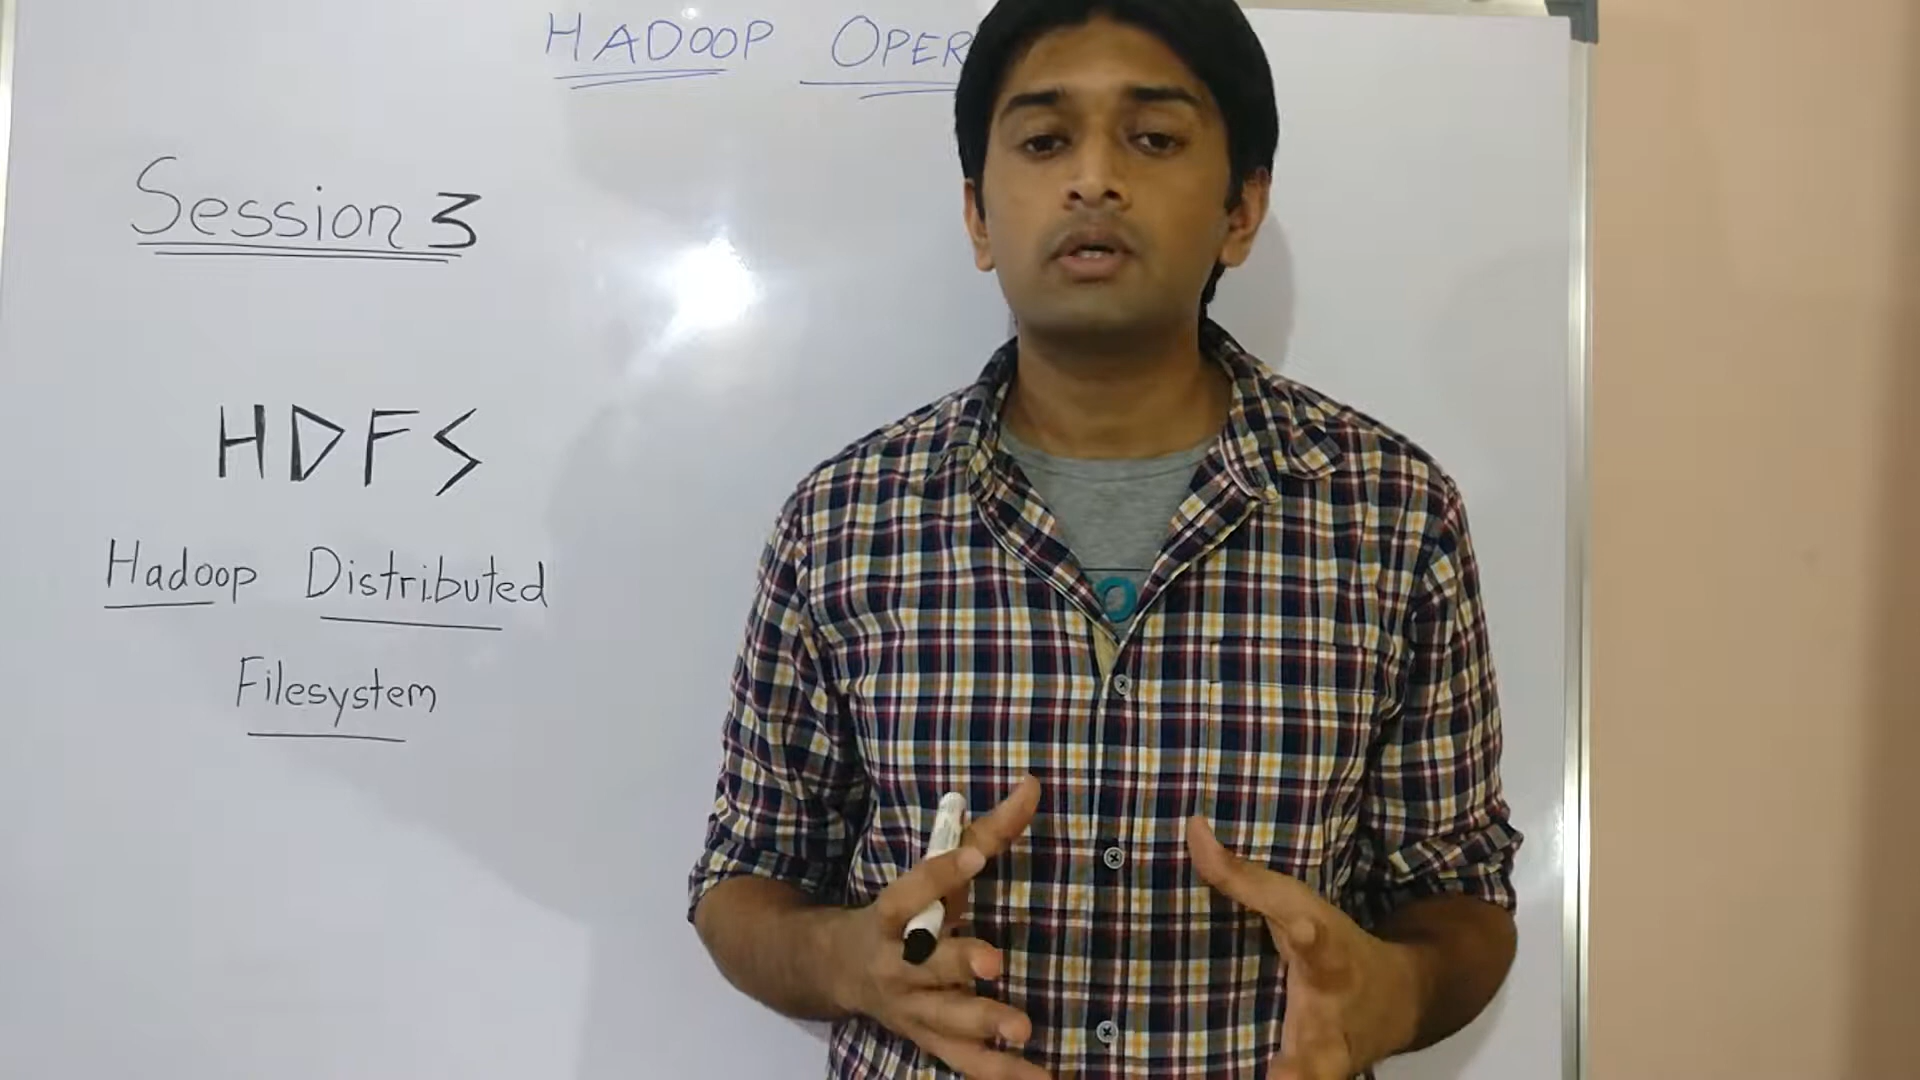 HADOOP OPER
Session 3
HDFS
Hadoop Distributed
Filesystem